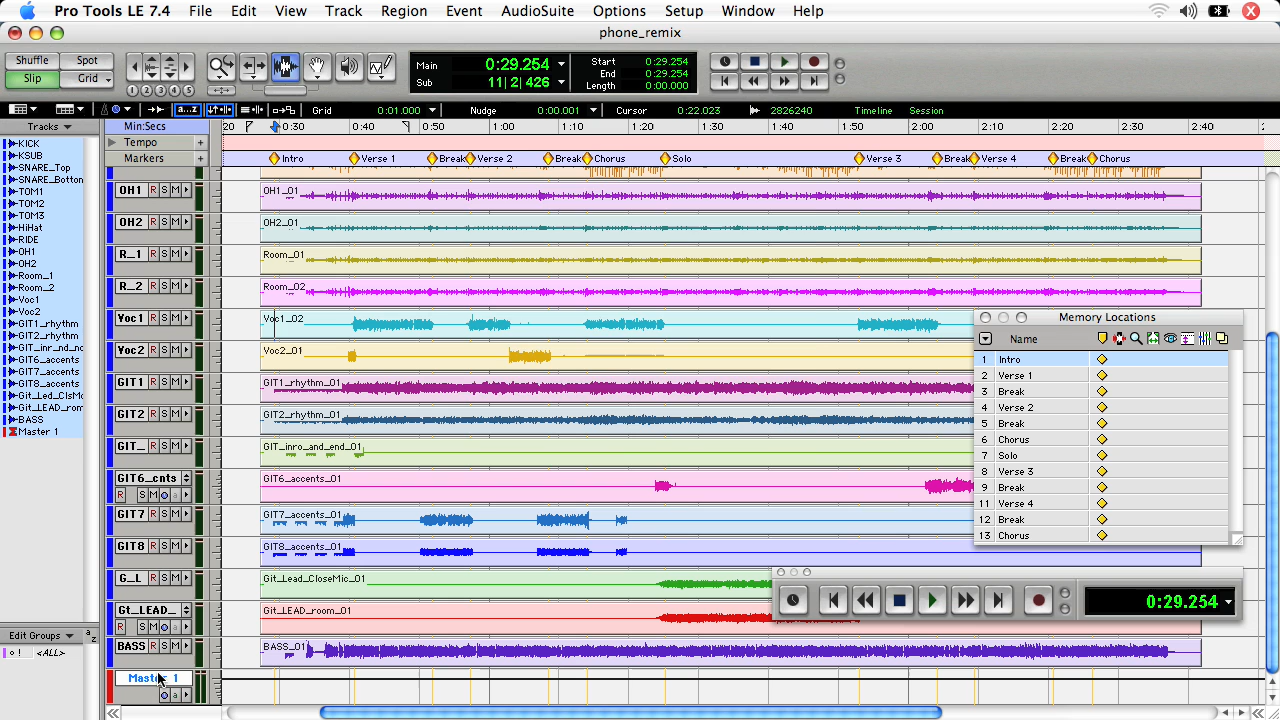 Pro Tools LE 7.4 File Edit View Track Region Event AudioSuite Options Setup Window Help
phone_remix
Shuffle Spot
Slip Grid
1 2 3 4 5
Main 0:29.254
Sub 11| 2| 426
Start 0:29.254
End 0:29.254
Length 0:00.000
a...z Grid 0:01.000 Nudge 0:00.001 Cursor 0:22.023 2826240 Timeline Session
Tracks
KICK
KSUB
SNARE_Top
SNARE_Botton
TOM1
TOM2
TOM3
HiHat
RIDE
OH1
OH2
Room_1
Room_2
Voc1
Voc2
GIT1_rhythm
GIT2_rhythm
GIT_inr_nd_nd
GIT6_accents
GIT7_accents
GIT8_accents
Git_Led_ClsMc
Git_LEAD_rom
BASS
Master 1
Edit Groups a z
o ! <ALL>
Min:Secs 20 0:30 0:40 0:50 1:00 1:10 1:20 1:30 1:40 1:50 2:00 2:10 2:20 2:30 2:40
Tempo +
Markers + Intro Verse 1 Break Verse 2 Break Chorus Solo Verse 3 Break Verse 4 Break Chorus
OH1 R S M OH1_01
OH2 R S M OH2_01
R_1 R S M Room_01
R_2 R S M Room_02
Voc1 R S M Voc1_02
Voc2 R S M Voc2_01
GIT1 R S M GIT1_rhythm_01
GIT2 R S M GIT2_rhythm_01
GIT_ R S M GIT_inro_and_end_01
GIT6_cnts GIT6_accents_01
R S M a
GIT7 R S M GIT7_accents_01
GIT8 R S M GIT8_accents_01
G_L R S M Git_Lead_CloseMic_01
Gt_LEAD_ Git_LEAD_room_01
R S M a
BASS R S M BASS_01
Master 1
a
Memory Locations
Name
1 Intro
2 Verse 1
3 Break
4 Verse 2
5 Break
6 Chorus
7 Solo
8 Verse 3
9 Break
11 Verse 4
12 Break
13 Chorus
0:29.254